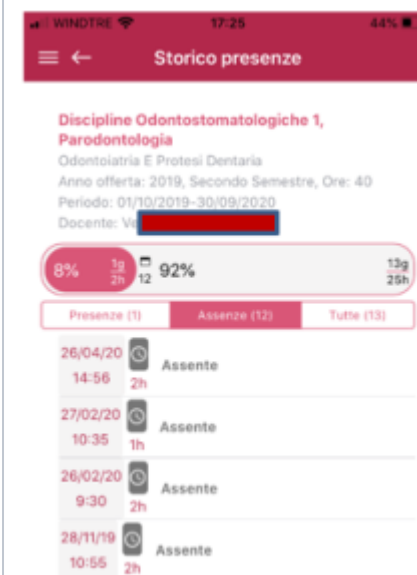 WINDTRE 17:25 44%
Storico presenze
Discipline Odontostomatologiche 1,
Parodontologia
Odontoiatria E Protesi Dentaria
Anno offerta: 2019, Secondo Semestre, Ore: 40
Periodo: 01/10/2019-30/09/2020
Docente: Ve
8% 1g 2h 12 92% 13g 25h
Presenze (1) Assenze (12) Tutte (13)
26/04/20
14:56 2h Assente
27/02/20
10:35 1h Assente
26/02/20
9:30 2h Assente
28/11/19
10:55 2h Assente